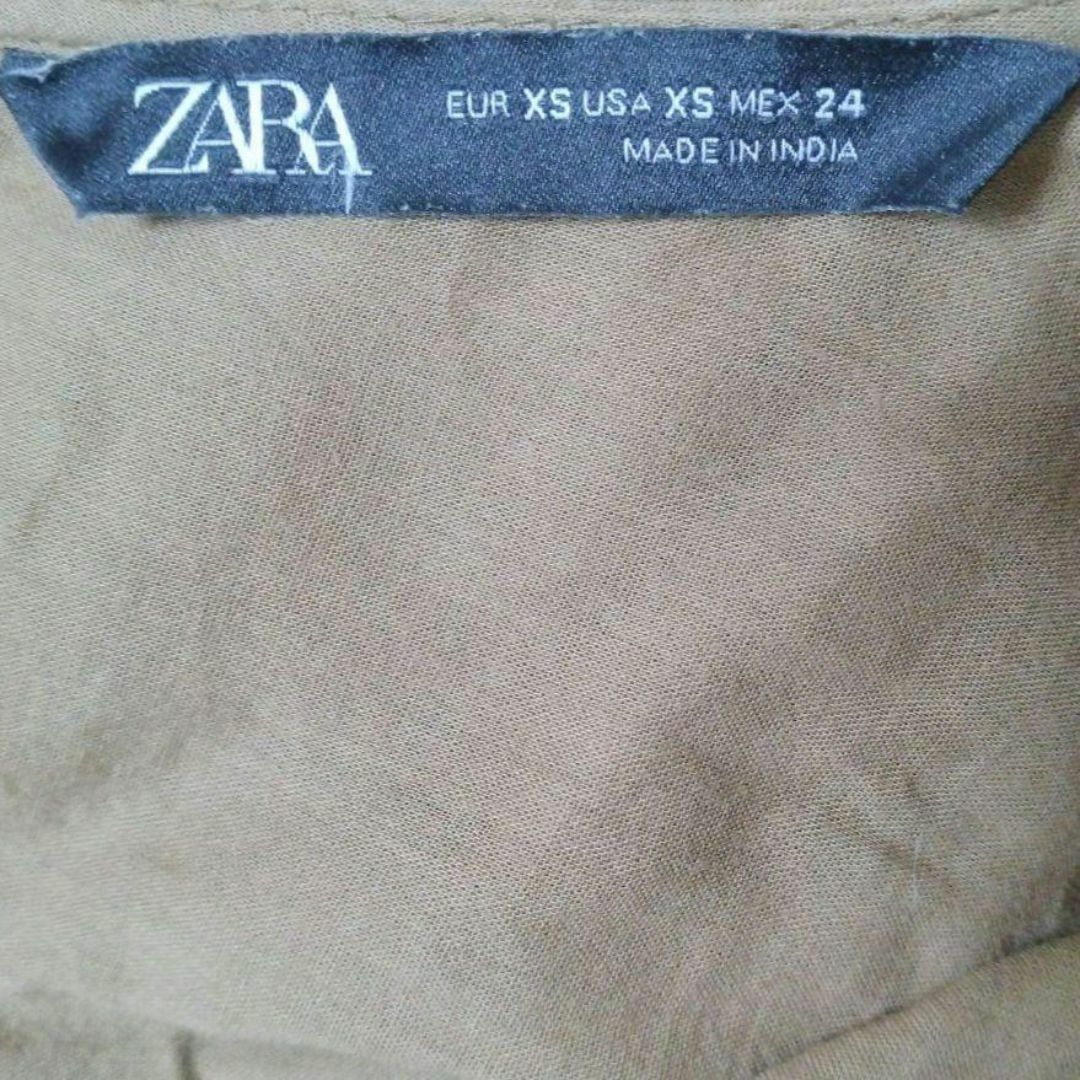 ZARA
EUR XS USA XS MEX 24
MADE IN INDIA